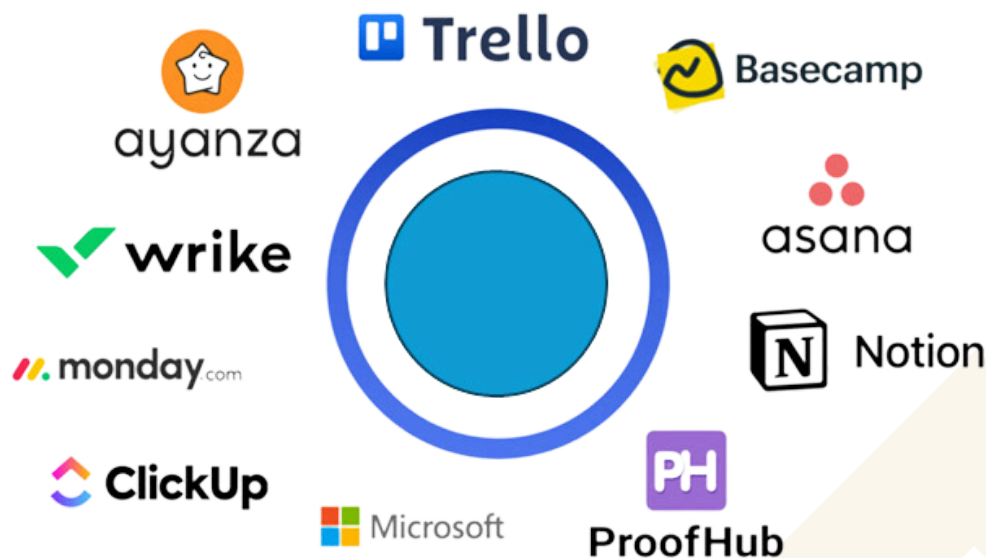 Trello
Basecamp
ayanza
asana
wrike
N Notion
monday.com
PH
ClickUp
Microsoft
ProofHub